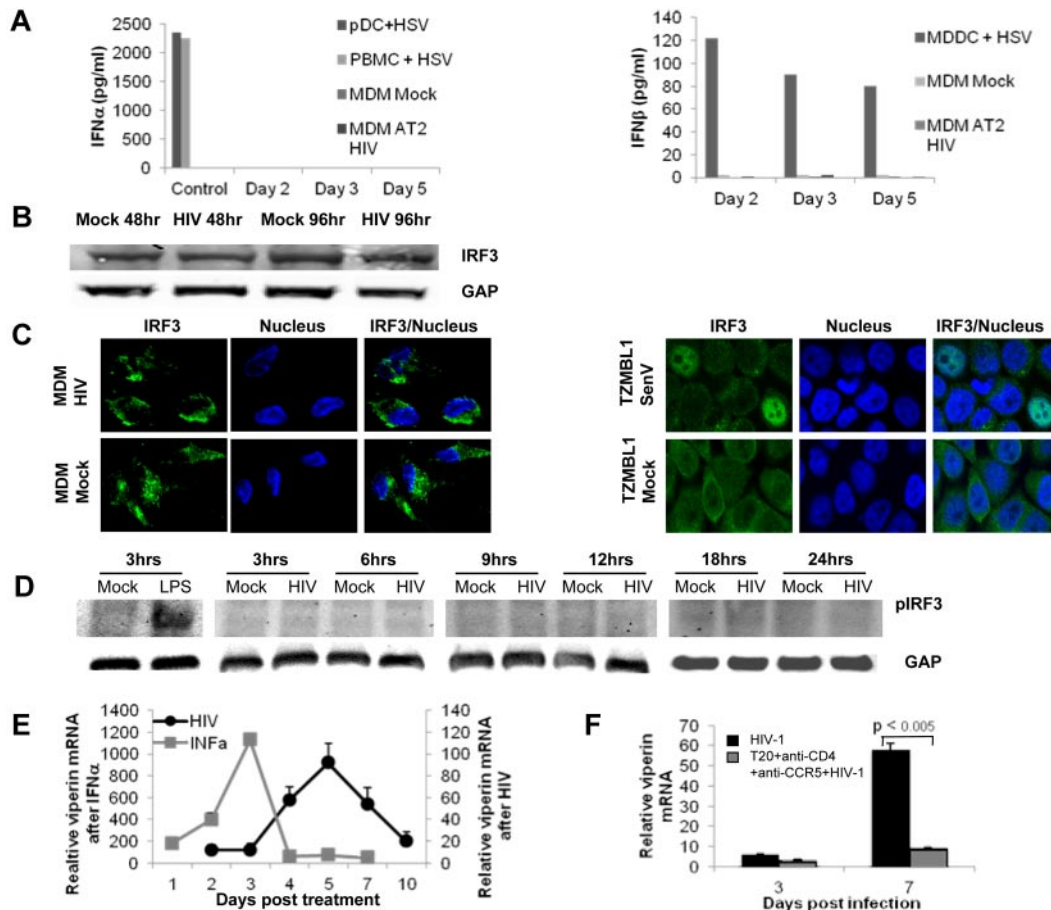 A
IFNα (pg/ml)
2500
2000
1500
1000
500
0
Control Day 2 Day 3 Day 5
pDC+HSV
PBMC + HSV
MDM Mock
MDM AT2
HIV
IFNβ (pg/ml)
140
120
100
80
60
40
20
0
Day 2 Day 3 Day 5
MDDC + HSV
MDM Mock
MDM AT2
HIV
B
Mock 48hr HIV 48hr Mock 96hr HIV 96hr
IRF3
GAP
C
IRF3 Nucleus IRF3/Nucleus
MDM
HIV
MDM
Mock
IRF3 Nucleus IRF3/Nucleus
TZMBL1
SenV
TZMBL1
Mock
D
3hrs 3hrs 6hrs 9hrs 12hrs 18hrs 24hrs
Mock LPS Mock HIV Mock HIV Mock HIV Mock HIV Mock HIV Mock HIV
pIRF3
GAP
E
Realtive viperin mRNA
after IFNα
1400
1200
1000
800
600
400
200
0
HIV
INFa
140
120
100
80
60
40
20
0
Relative viperin mRNA
after HIV
1 2 3 4 5 7 10
Days post treatment
F
Relative viperin
mRNA
70
60
50
40
30
20
10
0
HIV-1
T20+anti-CD4
+anti-CCR5+HIV-1
p < 0.005
3 7
Days post infection